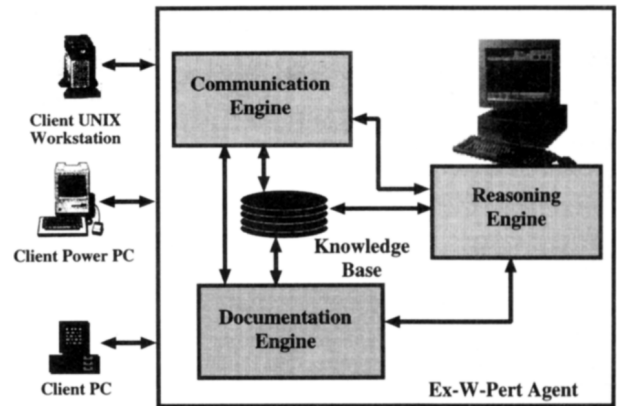 Client UNIX
Workstation
Client Power PC
Client PC
Communication
Engine
Reasoning
Engine
Knowledge
Base
Documentation
Engine
Ex-W-Pert Agent